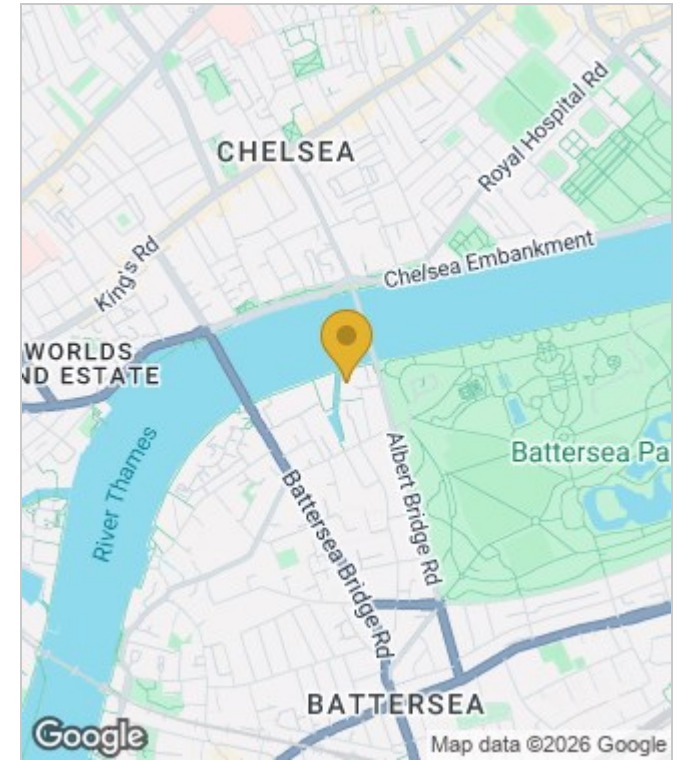 CHELSEA
Royal Hospital Rd
King's Rd
Chelsea Embankment
WORLDS
ND ESTATE
River Thames
Albert Bridge Rd
Battersea Pa
Battersea Bridge Rd
BATTERSEA
Google
Map data ©2026 Google